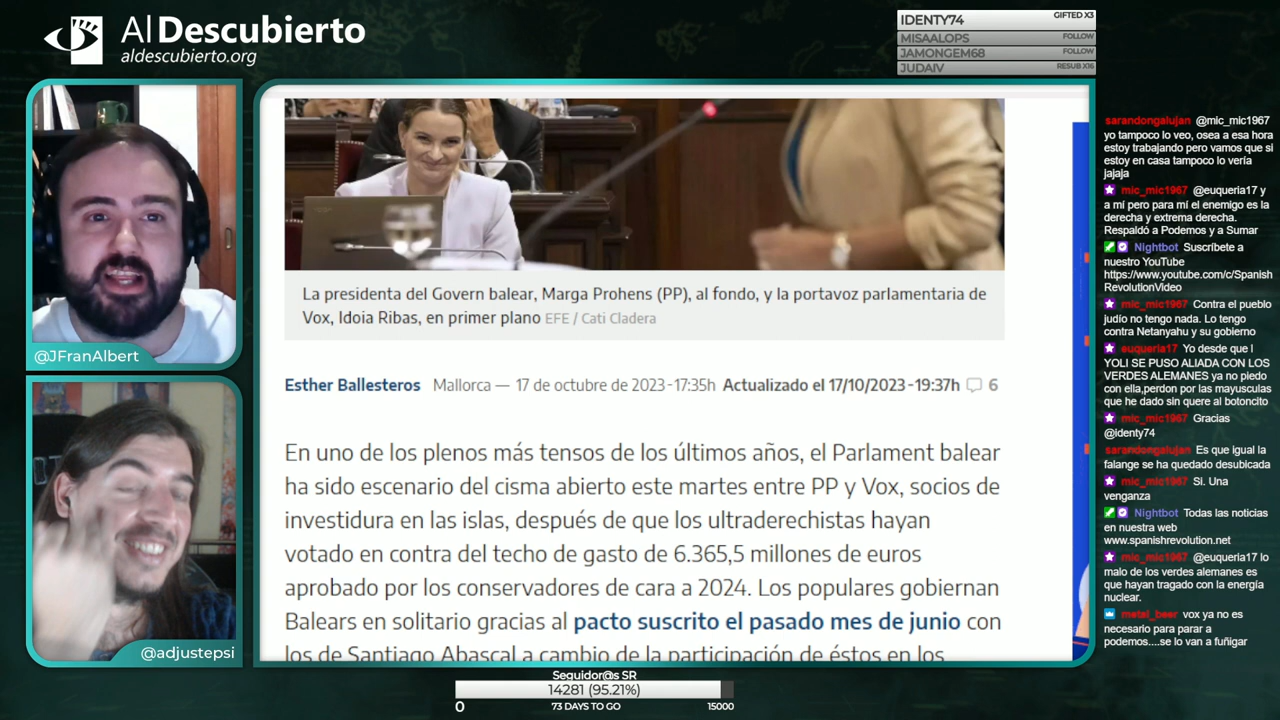 Al Descubierto
aldescubierto.org
IDENTY74 GIFTED X3
MISAALOPS FOLLOW
JAMONGEM68 FOLLOW
JUDAIV RESUB X16
@JFranAlbert
@adjustepsi
La presidenta del Govern balear, Marga Prohens (PP), al fondo, y la portavoz parlamentaria de
Vox, Idoia Ribas, en primer plano EFE / Cati Cladera
Esther Ballesteros Mallorca — 17 de octubre de 2023-17:35h Actualizado el 17/10/2023-19:37h 6
En uno de los plenos más tensos de los últimos años, el Parlament balear
ha sido escenario del cisma abierto este martes entre PP y Vox, socios de
investidura en las islas, después de que los ultraderechistas hayan
votado en contra del techo de gasto de 6.365,5 millones de euros
aprobado por los conservadores de cara a 2024. Los populares gobiernan
Balears en solitario gracias al pacto suscrito el pasado mes de junio con
los de Santiago Abascal a cambio de la participación de éstos en los
sarandongalujan @mic_mic1967
yo tampoco lo veo, osea a esa hora
estoy trabajando pero vamos que si
estoy en casa tampoco lo vería
jajaja
mic_mic1967 @euqueria17 y
a mí pero para mí el enemigo es la
derecha y extrema derecha.
Respaldó a Podemos y a Sumar
Nightbot Suscríbete a
nuestro YouTube
https://www.youtube.com/c/Spanish
RevolutionVideo
mic_mic1967 Contra el pueblo
judío no tengo nada. Lo tengo
contra Netanyahu y su gobierno
euqueria17 Yo desde que l
YOLI SE PUSO ALIADA CON LOS
VERDES ALEMANES ya no piedo
con ella,perdon por las mayusculas
que he dado sin quere al botoncito
mic_mic1967 Gracias
@identy74
sarandongalujan Es que igual la
falange se ha quedado desubicada
mic_mic1967 Si. Una
venganza
Nightbot Todas las noticias
en nuestra web
www.spanishrevolution.net
mic_mic1967 @euqueria17 lo
malo de los verdes alemanes es
que hayan tragado con la energía
nuclear.
metal_beer vox ya no es
necesario para parar a
podemos....se lo van a fuñigar
Seguidor@s SR
14281 (95.21%)
0 73 DAYS TO GO 15000